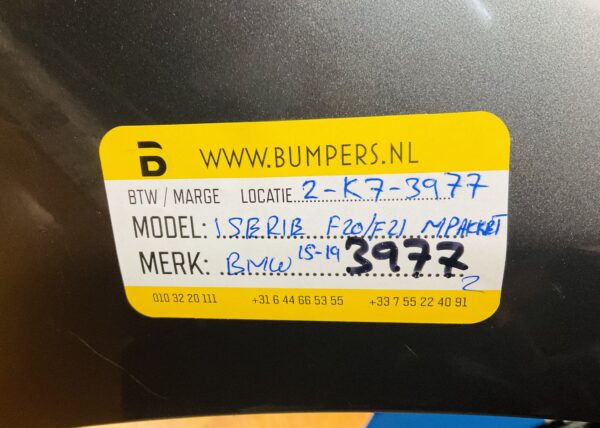 B WWW.BUMPERS.NL
BTW / MARGE LOCATIE 2-K7-3977
MODEL: 1 SERIE F20/F21 MPAKKET
MERK: BMW 15-19 3977 2
010 32 20 111 +31 6 44 66 53 55 +33 7 55 22 40 91